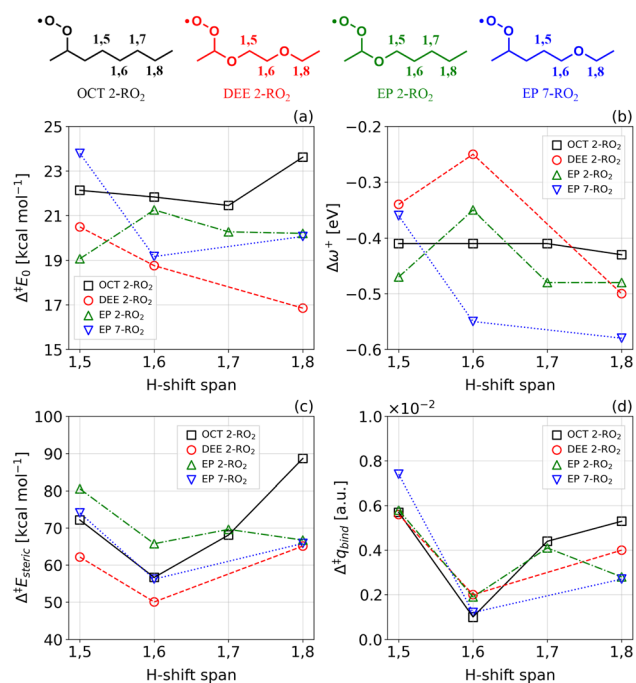 •O O
•O O
•O O
•O O
1,5 1,7
1,5
1,5 1,7
1,5
O O
O
O
1,6 1,8
1,6 1,8
1,6 1,8
1,6 1,8
OCT 2-RO₂
DEE 2-RO₂
EP 2-RO₂
EP 7-RO₂
(a)
Δ‡E₀ [kcal mol⁻¹]
25
23
21
19
17
15
OCT 2-RO₂
DEE 2-RO₂
EP 2-RO₂
EP 7-RO₂
1,5 1,6 1,7 1,8
H-shift span
(b)
Δω⁺ [eV]
−0.2
−0.3
−0.4
−0.5
−0.6
OCT 2-RO₂
DEE 2-RO₂
EP 2-RO₂
EP 7-RO₂
1,5 1,6 1,7 1,8
H-shift span
(c)
Δ‡E_steric [kcal mol⁻¹]
100
90
80
70
60
50
40
OCT 2-RO₂
DEE 2-RO₂
EP 2-RO₂
EP 7-RO₂
1,5 1,6 1,7 1,8
H-shift span
×10⁻² (d)
Δ‡q_bind [a.u.]
1.0
0.8
0.6
0.4
0.2
0.0
OCT 2-RO₂
DEE 2-RO₂
EP 2-RO₂
EP 7-RO₂
1,5 1,6 1,7 1,8
H-shift span